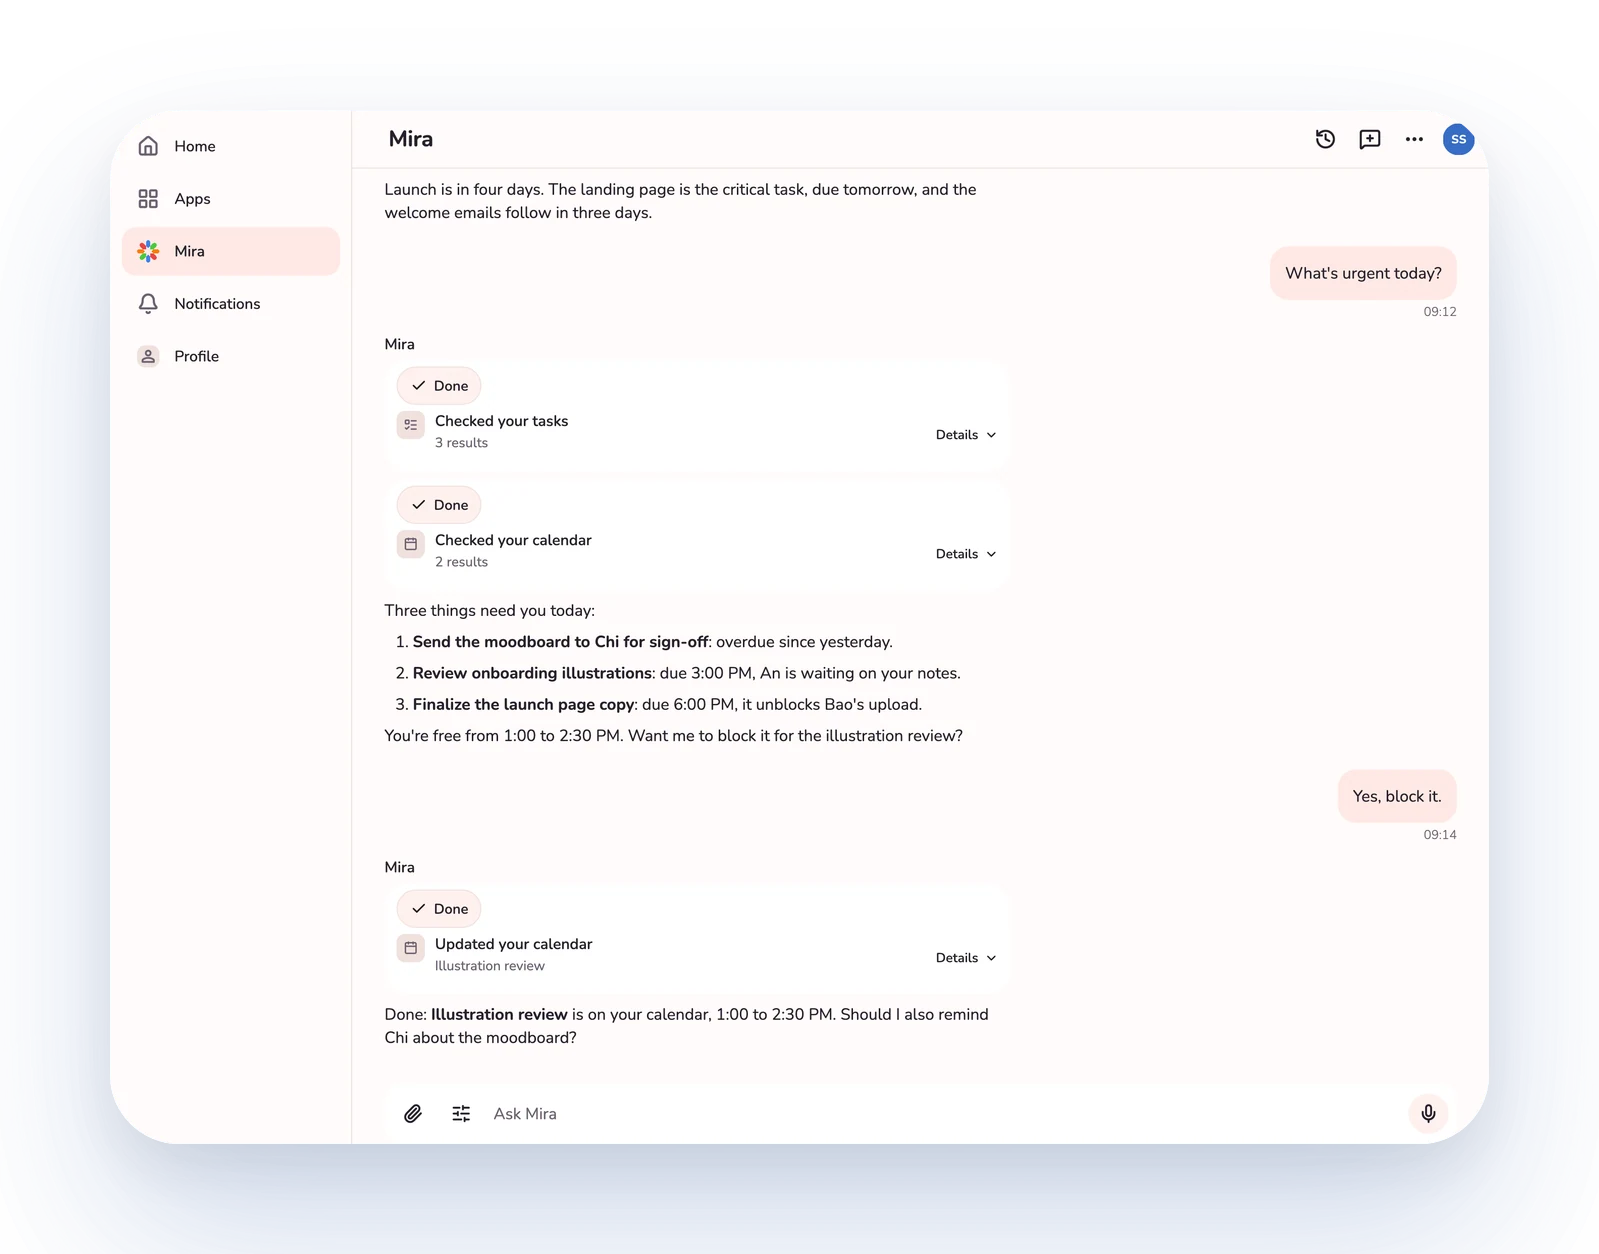 Home
Apps
Mira
Notifications
Profile
Mira
SS
Launch is in four days. The landing page is the critical task, due tomorrow, and the
welcome emails follow in three days.
What's urgent today?
09:12
Mira
Done
Checked your tasks
3 results
Details
Done
Checked your calendar
2 results
Details
Three things need you today:
1. Send the moodboard to Chi for sign-off: overdue since yesterday.
2. Review onboarding illustrations: due 3:00 PM, An is waiting on your notes.
3. Finalize the launch page copy: due 6:00 PM, it unblocks Bao's upload.
You're free from 1:00 to 2:30 PM. Want me to block it for the illustration review?
Yes, block it.
09:14
Mira
Done
Updated your calendar
Illustration review
Details
Done: Illustration review is on your calendar, 1:00 to 2:30 PM. Should I also remind
Chi about the moodboard?
Ask Mira